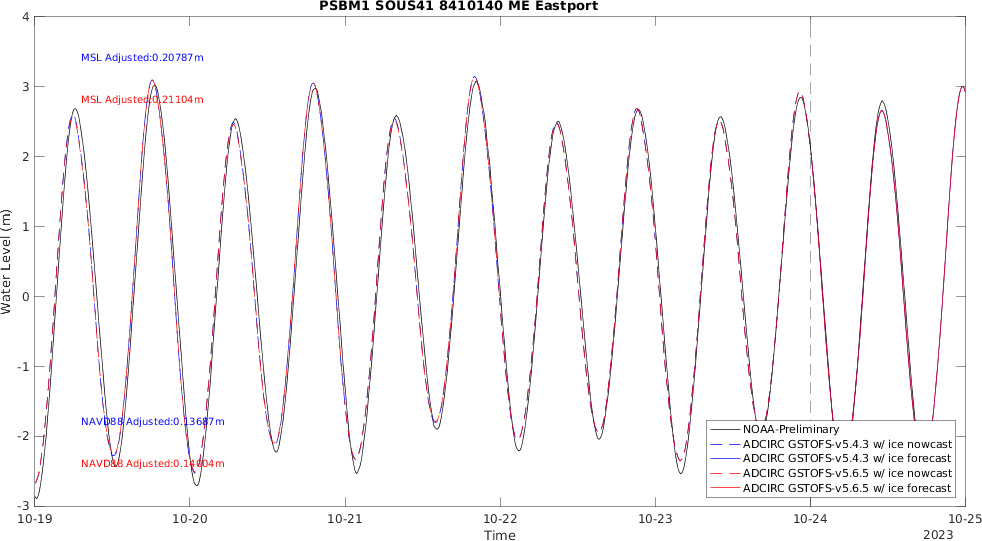 PSBM1 SOUS41 8410140 ME Eastport
4
3
2
1
0
-1
-2
-3
Water Level (m)
MSL Adjusted:0.20787m
MSL Adjusted:0.21104m
NAVD88 Adjusted:0.13687m
NAVD88 Adjusted:0.14004m
NOAA-Preliminary
ADCIRC GSTOFS-v5.4.3 w/ ice nowcast
ADCIRC GSTOFS-v5.4.3 w/ ice forecast
ADCIRC GSTOFS-v5.6.5 w/ ice nowcast
ADCIRC GSTOFS-v5.6.5 w/ ice forecast
10-19 10-20 10-21 10-22 10-23 10-24 10-25
Time
2023